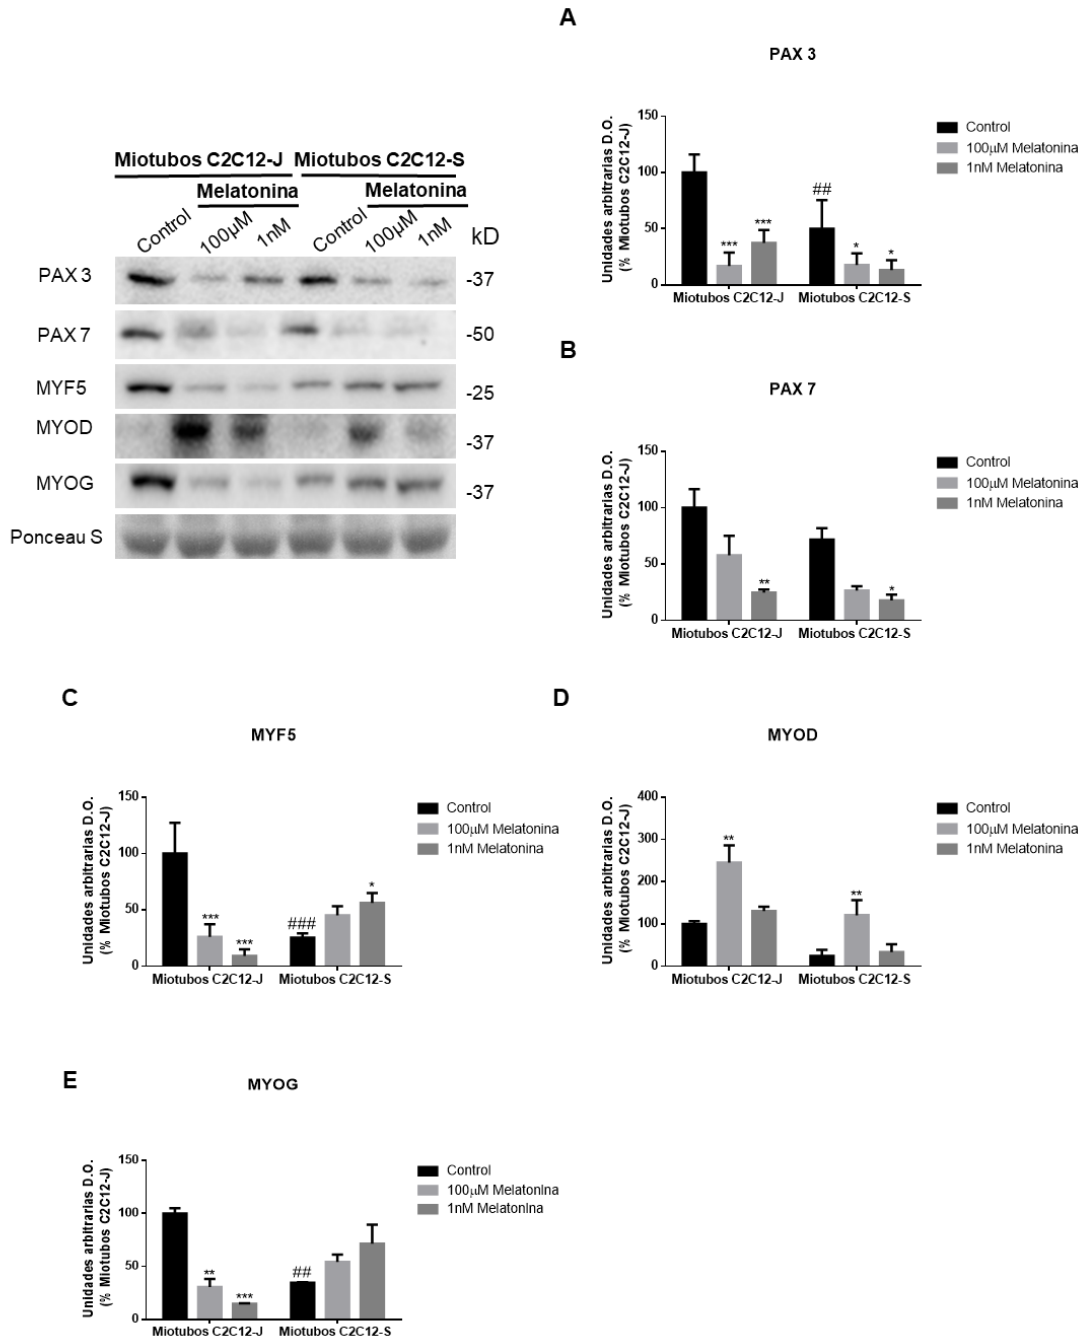 A
PAX 3
Unidades arbitrarias D.O.
(% Miotubos C2C12-J)
150
100
50
0
##
***
***
*
*
Miotubos C2C12-J
Miotubos C2C12-S
Control
100µM Melatonina
1nM Melatonina
Miotubos C2C12-J Miotubos C2C12-S
Melatonina Melatonina
Control 100µM 1nM Control 100µM 1nM kD
PAX 3 -37
PAX 7 -50
MYF5 -25
MYOD -37
MYOG -37
Ponceau S
B
PAX 7
Unidades arbitrarias D.O.
(% Miotubos C2C12-J)
150
100
50
0
**
*
Miotubos C2C12-J
Miotubos C2C12-S
Control
100µM Melatonina
1nM Melatonina
C
MYF5
Unidades arbitrarias D.O.
(% Miotubos C2C12-J)
150
100
50
0
***
***
###
*
Miotubos C2C12-J
Miotubos C2C12-S
Control
100µM Melatonina
1nM Melatonina
D
MYOD
Unidades arbitrarias D.O.
(% Miotubos C2C12-J)
400
300
200
100
0
**
**
Miotubos C2C12-J
Miotubos C2C12-S
Control
100µM Melatonina
1nM Melatonina
E
MYOG
Unidades arbitrarias D.O.
(% Miotubos C2C12-J)
150
100
50
0
**
***
##
Miotubos C2C12-J
Miotubos C2C12-S
Control
100µM Melatonina
1nM Melatonina